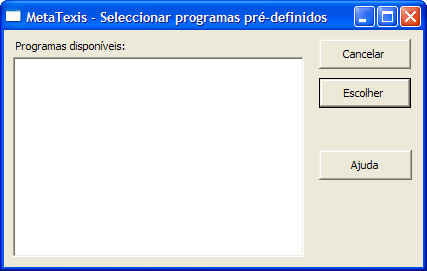 MetaTexis - Seleccionar programas pré-definidos
Programas disponíveis:
Cancelar
Escolher
Ajuda